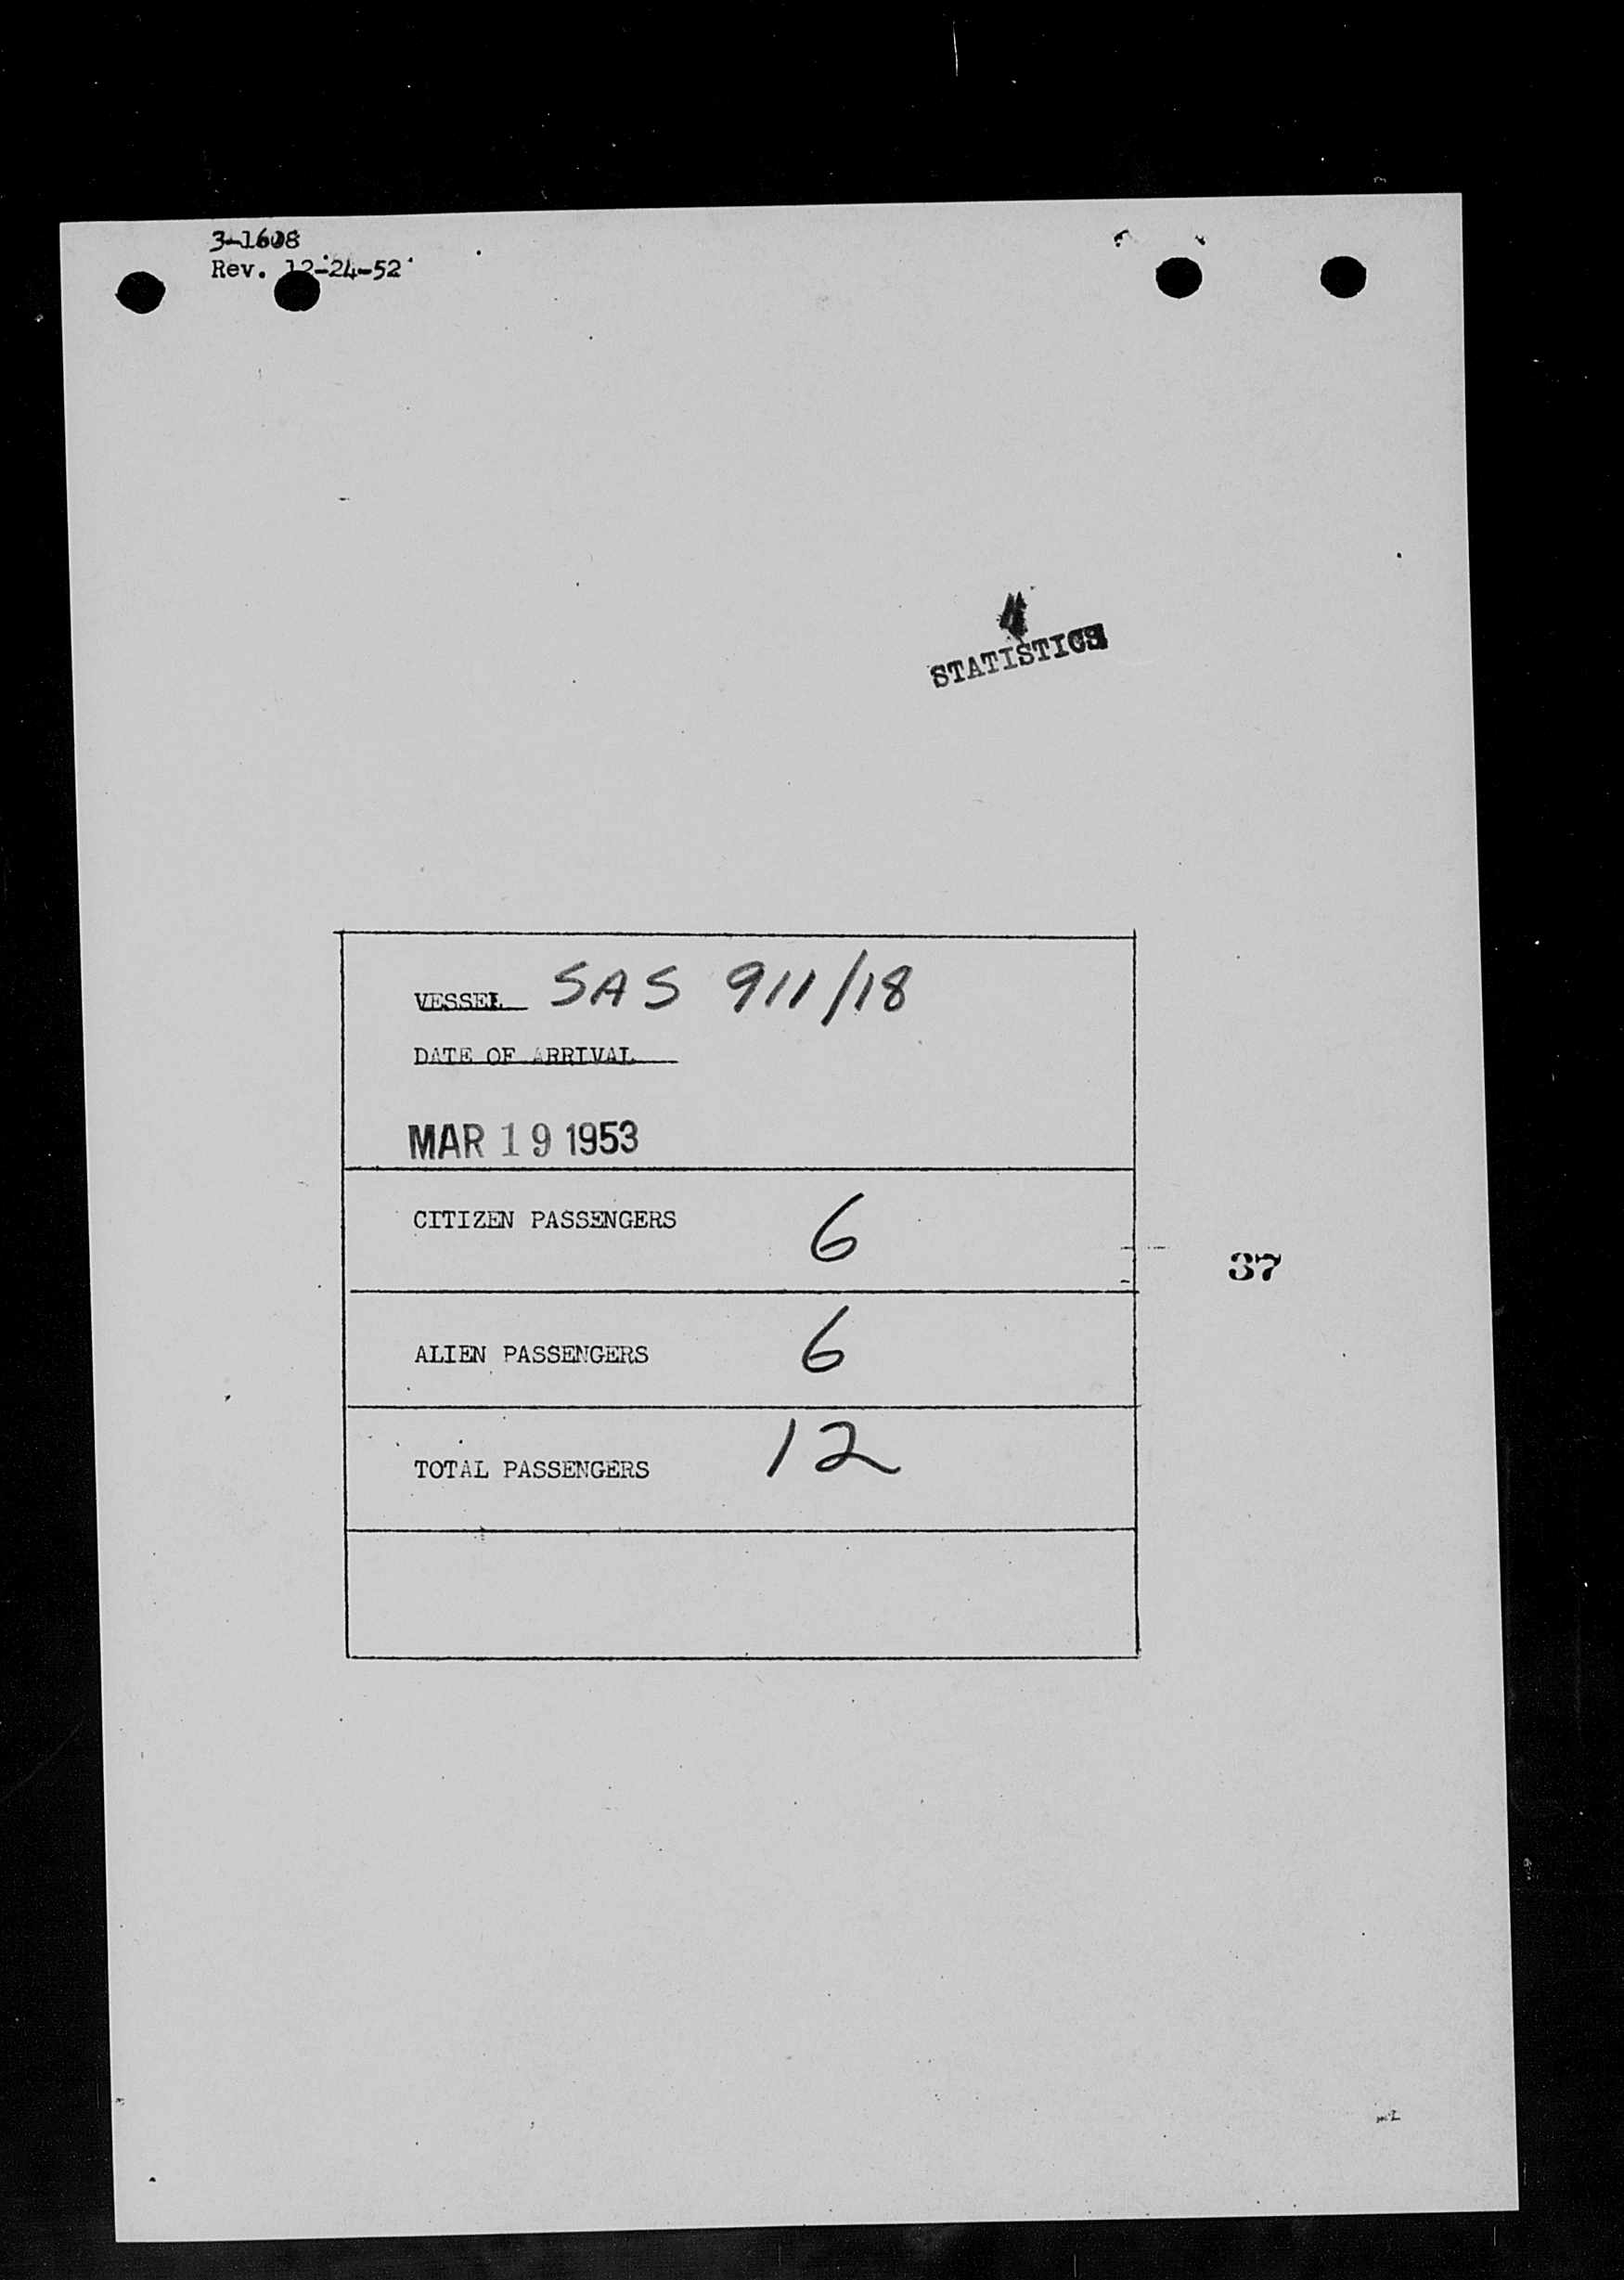 3-1608
Rev. 12-24-52
STATISTICS
VESSEL SAS 911/18
DATE OF ARRIVAL
MAR 19 1953
CITIZEN PASSENGERS 6
37
ALIEN PASSENGERS 6
TOTAL PASSENGERS 12